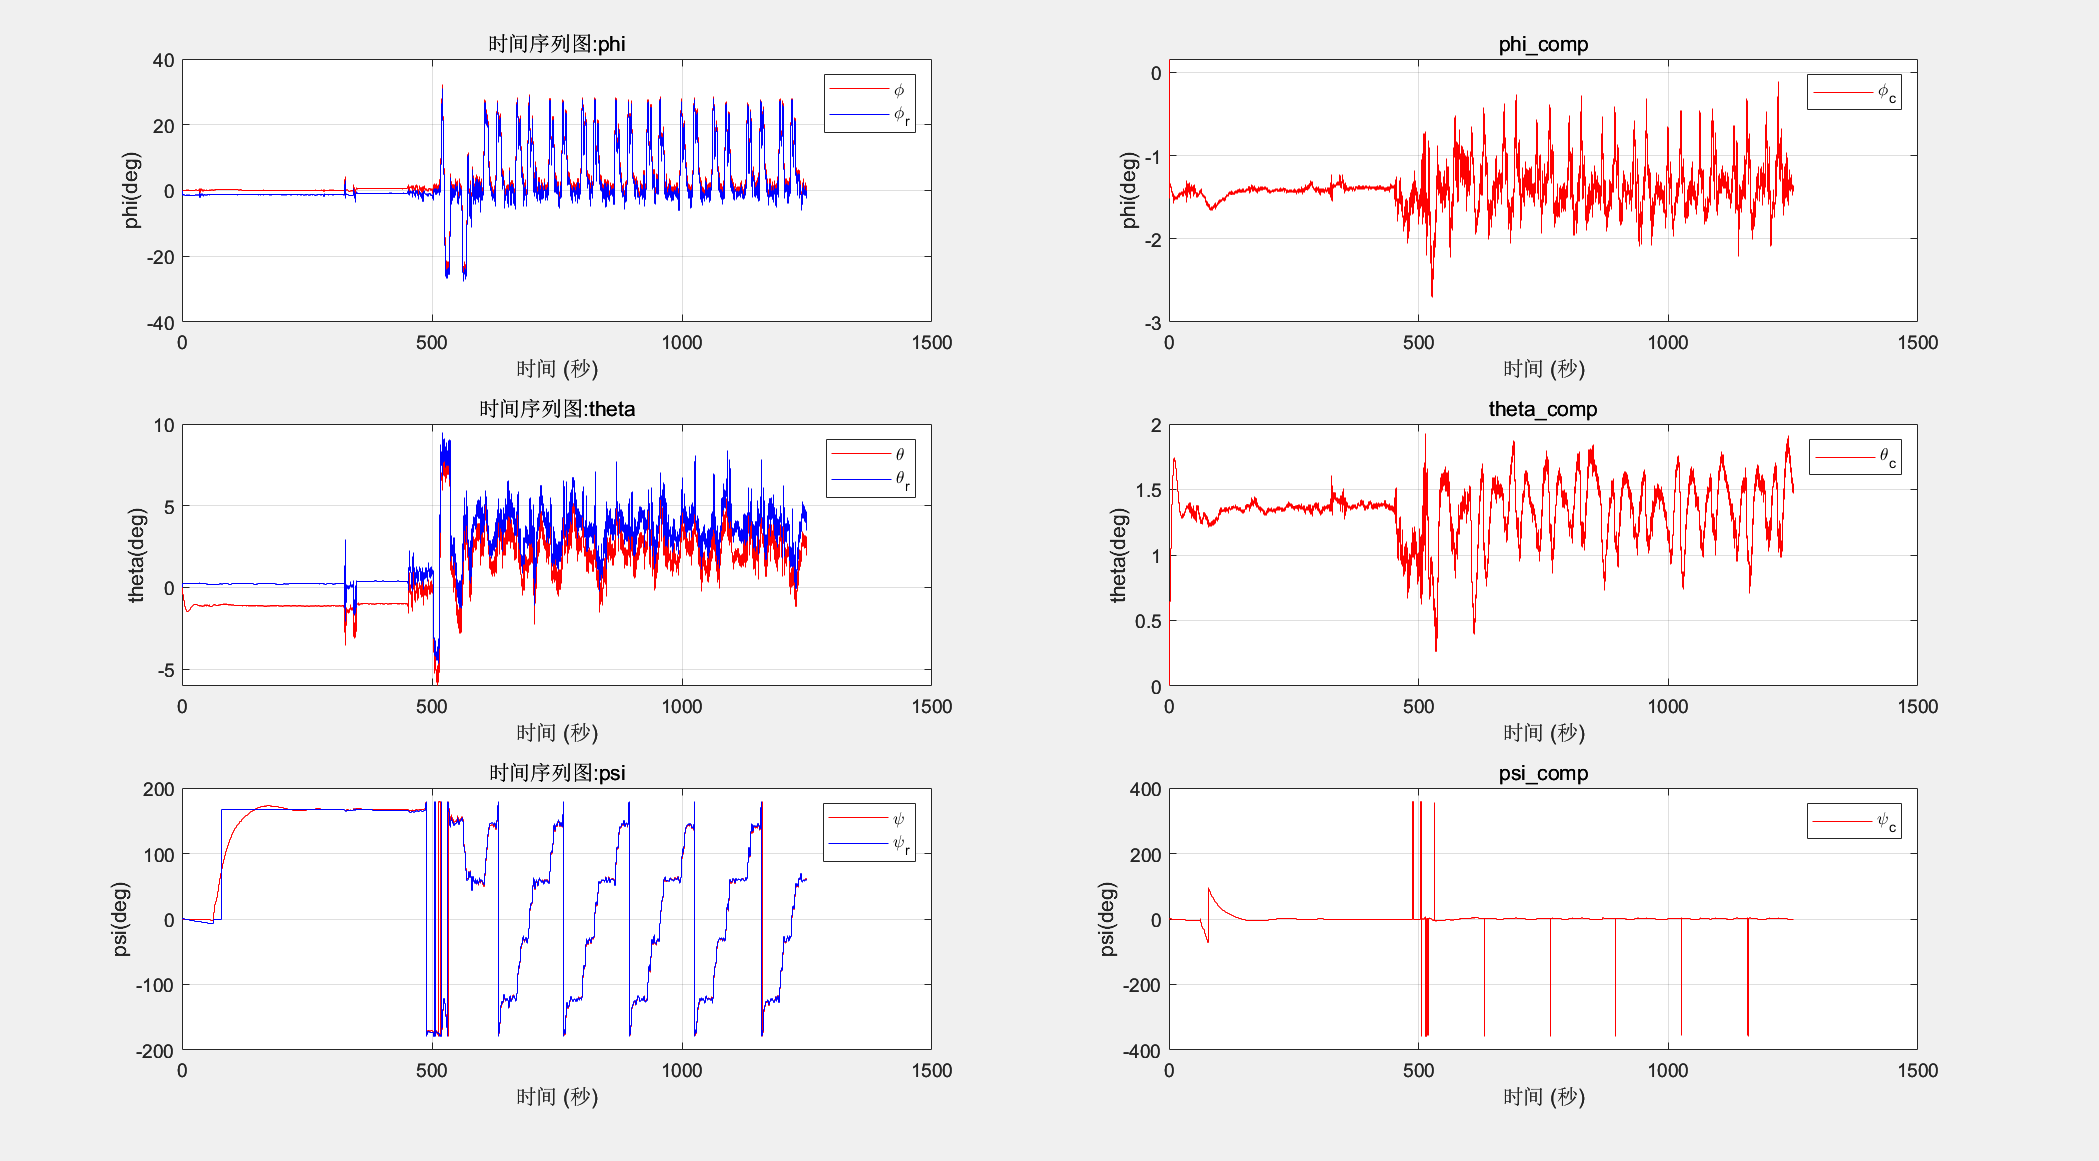 时间序列图:phi
phi(deg)
40
20
0
-20
-40
0
500
1000
1500
时间 (秒)
ϕ
ϕr
phi_comp
phi(deg)
0
-1
-2
-3
0
500
1000
1500
时间 (秒)
ϕc
时间序列图:theta
theta(deg)
10
5
0
-5
0
500
1000
1500
时间 (秒)
θ
θr
theta_comp
theta(deg)
2
1.5
1
0.5
0
0
500
1000
1500
时间 (秒)
θc
时间序列图:psi
psi(deg)
200
100
0
-100
-200
0
500
1000
1500
时间 (秒)
ψ
ψr
psi_comp
psi(deg)
400
200
0
-200
-400
0
500
1000
1500
时间 (秒)
ψc